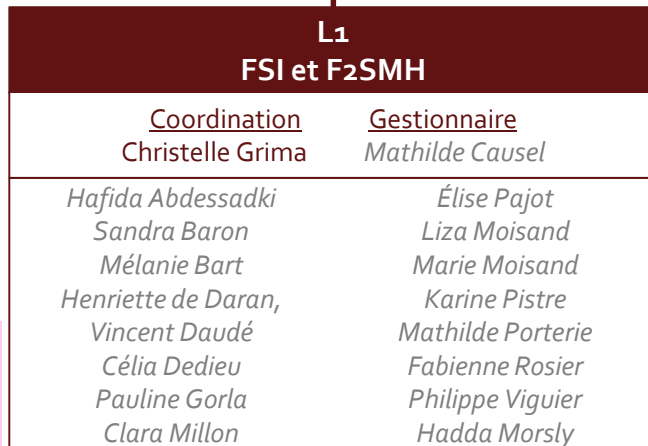 L1
FSI et F2SMH
Coordination Gestionnaire
Christelle Grima Mathilde Causel
Hafida Abdessadki Élise Pajot
Sandra Baron Liza Moisand
Mélanie Bart Marie Moisand
Henriette de Daran, Karine Pistre
Vincent Daudé Mathilde Porterie
Célia Dedieu Fabienne Rosier
Pauline Gorla Philippe Viguier
Clara Millon Hadda Morsly